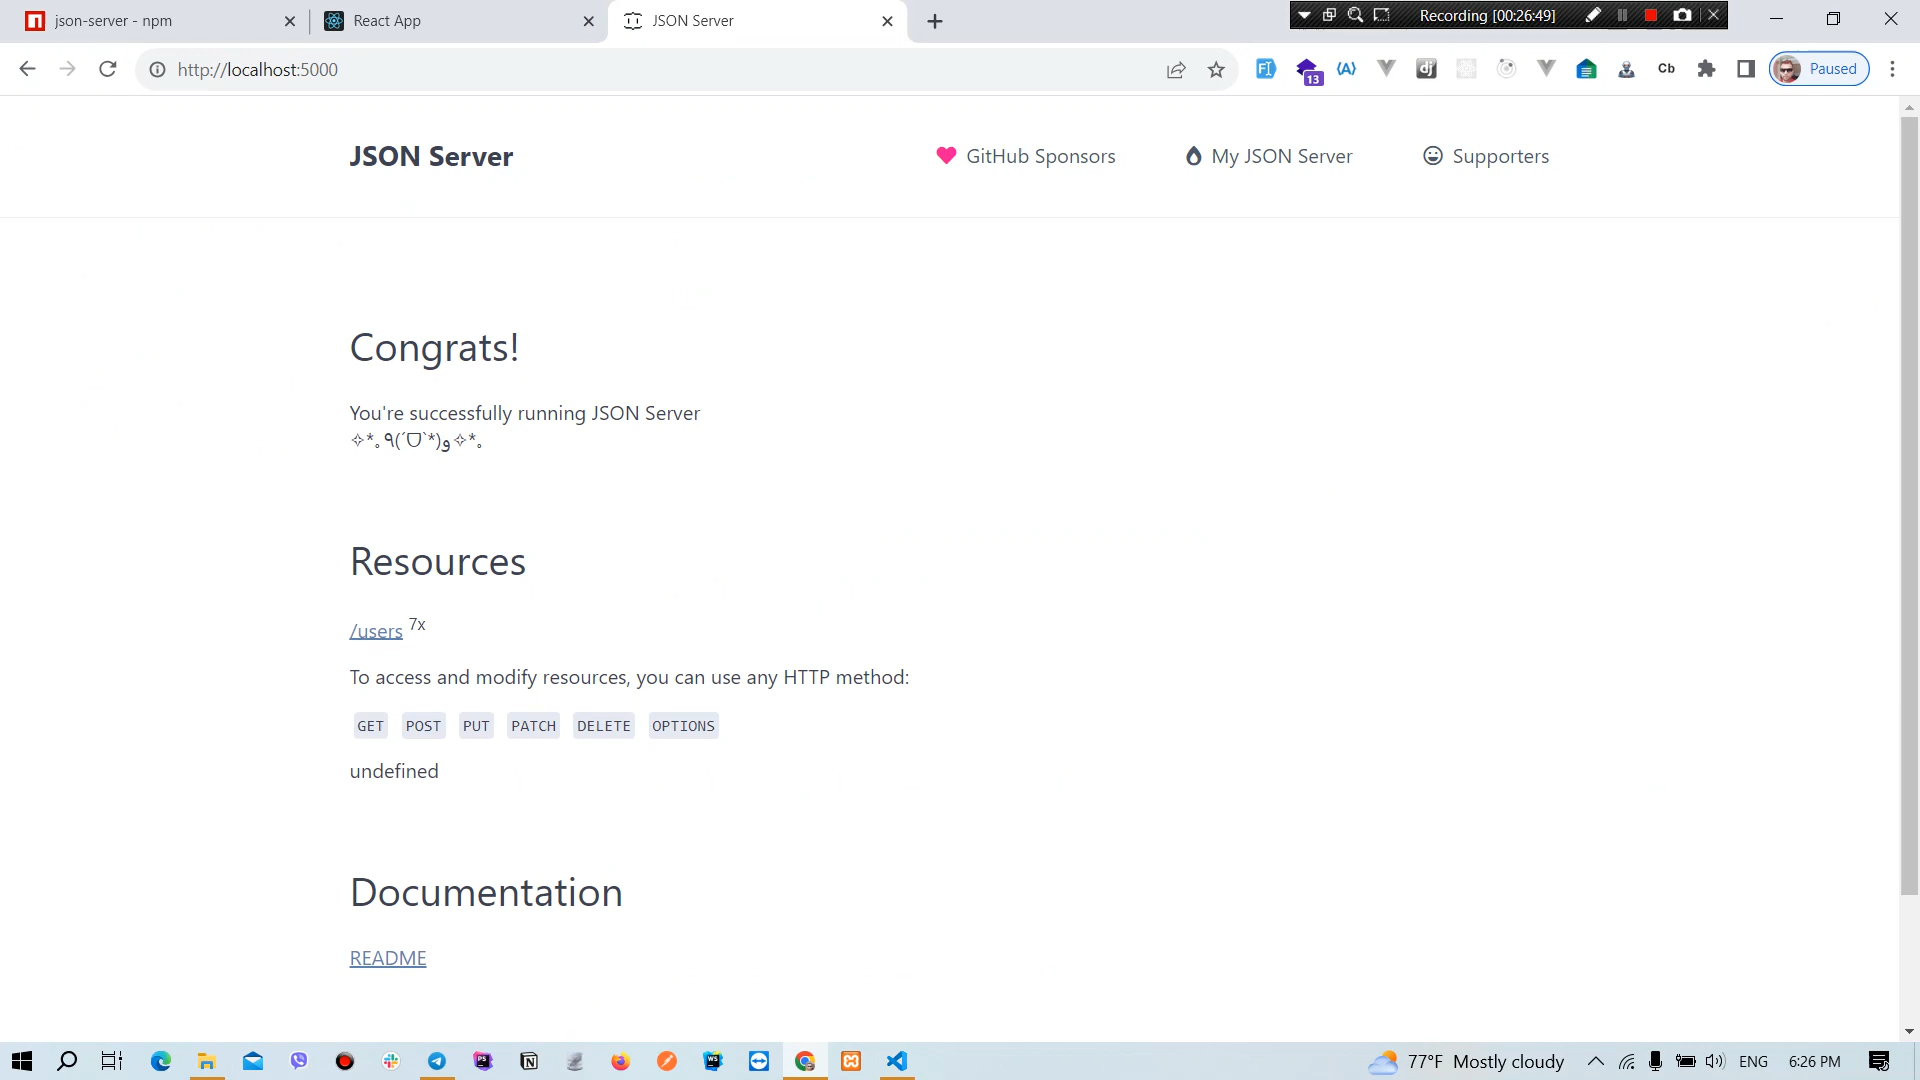 json-server - npm
React App
JSON Server
Recording [00:26:49]
http://localhost:5000
13
Cb
Paused
JSON Server
GitHub Sponsors
My JSON Server
Supporters
Congrats!
You're successfully running JSON Server
✧*｡٩(ˊᗜˋ*)و✧*｡
Resources
/users 7x
To access and modify resources, you can use any HTTP method:
GET POST PUT PATCH DELETE OPTIONS
undefined
Documentation
README
77°F Mostly cloudy
ENG
6:26 PM